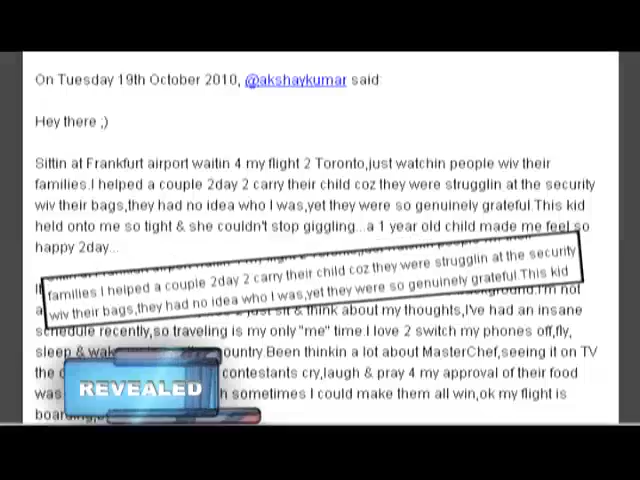 On Tuesday 19th October 2010, @akshaykumar said
Hey there ;)
Sittin at Frankfurt airport waitin 4 my flight 2 Toronto,just watchin people wiv their
families.I helped a couple 2day 2 carry their child coz they were strugglin at the security
wiv their bags,they had no idea who I was,yet they were so genuinely grateful.This kid
held onto me so tight & she couldn't stop giggling...a 1 year old child made me feel so
happy 2day...
families I helped a couple 2day 2 carry their child coz they were strugglin at the security
wiv their bags,they had no idea who I was,yet they were so genuinely grateful.This kid
I'm not
sit & think about my thoughts,I've had an insane
schedule recently,so traveling is my only "me" time.I love 2 switch my phones off,fly,
sleep & country.Been thinkin a lot about MasterChef,seeing it on TV
the contestants cry,laugh & pray 4 my approval of their food
was sometimes I could make them all win,ok my flight is
REVEALED